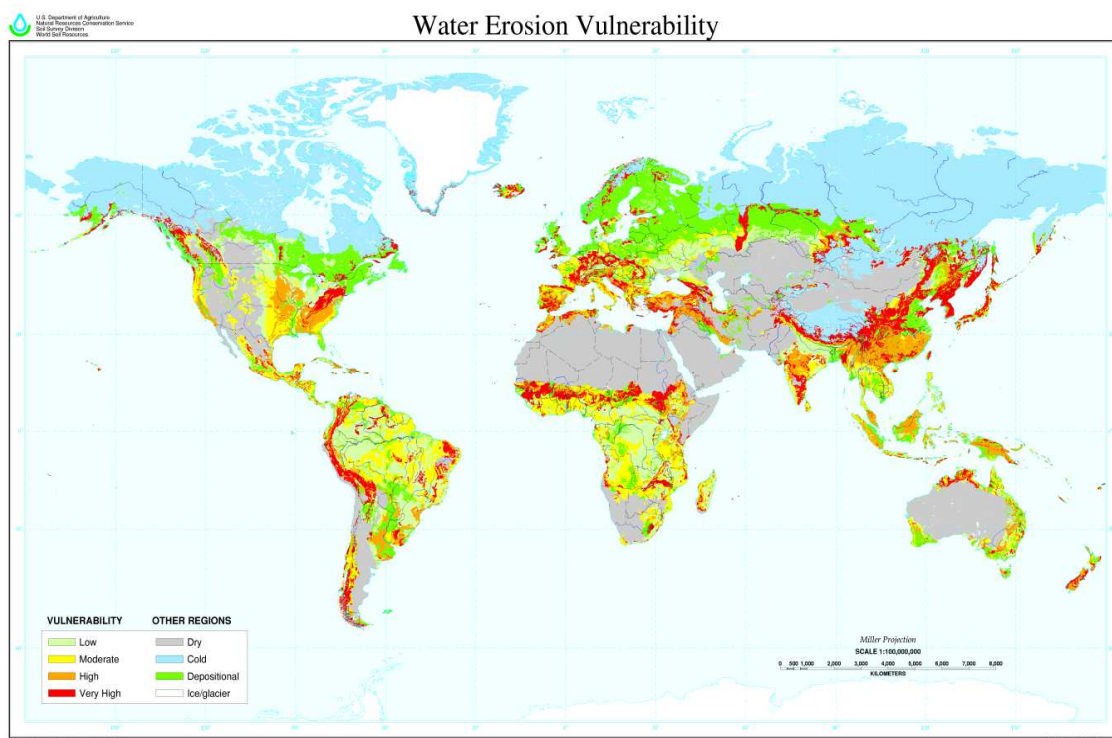 U.S. Department of Agriculture
Natural Resources Conservation Service
Soil Survey Division
World Soil Resources
Water Erosion Vulnerability
VULNERABILITY OTHER REGIONS
Low Dry
Moderate Cold
High Depositional
Very High Ice/glacier
Miller Projection
SCALE 1:100,000,000
0 500 1,000 2,000 3,000 4,000 5,000 6,000 7,000 8,000
KILOMETERS